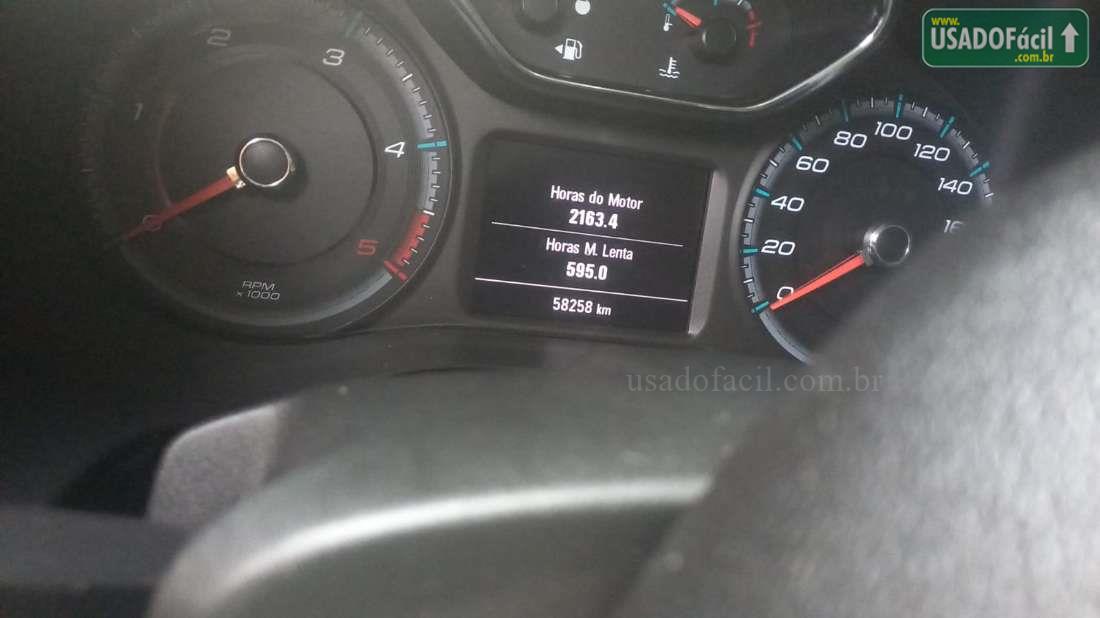 www.
USADOFácil
.com.br
1
2
3
4
5
RPM
x1000
Horas do Motor
2163.4
Horas M. Lenta
595.0
58258 km
0
20
40
60
80
100
120
140
usadofacil.com.br